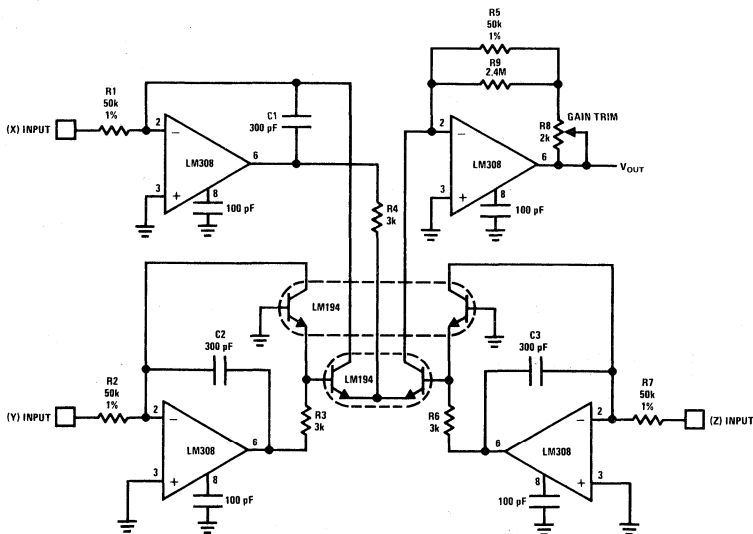 R5
50k
1%
R9
2.4M
R1
50k
1%
(X) INPUT
2
−
C1
300 pF
LM308
6
3
+
8
100 pF
R4
3k
2
−
GAIN TRIM
R8
2k
LM308
6
VOUT
3
+
8
100 pF
LM194
C2
300 pF
C3
300 pF
LM194
R2
50k
1%
(Y) INPUT
2
−
R3
3k
R6
3k
R7
50k
1%
2
−
(Z) INPUT
LM308
6
6
LM308
3
+
8
100 pF
8
100 pF
+
3